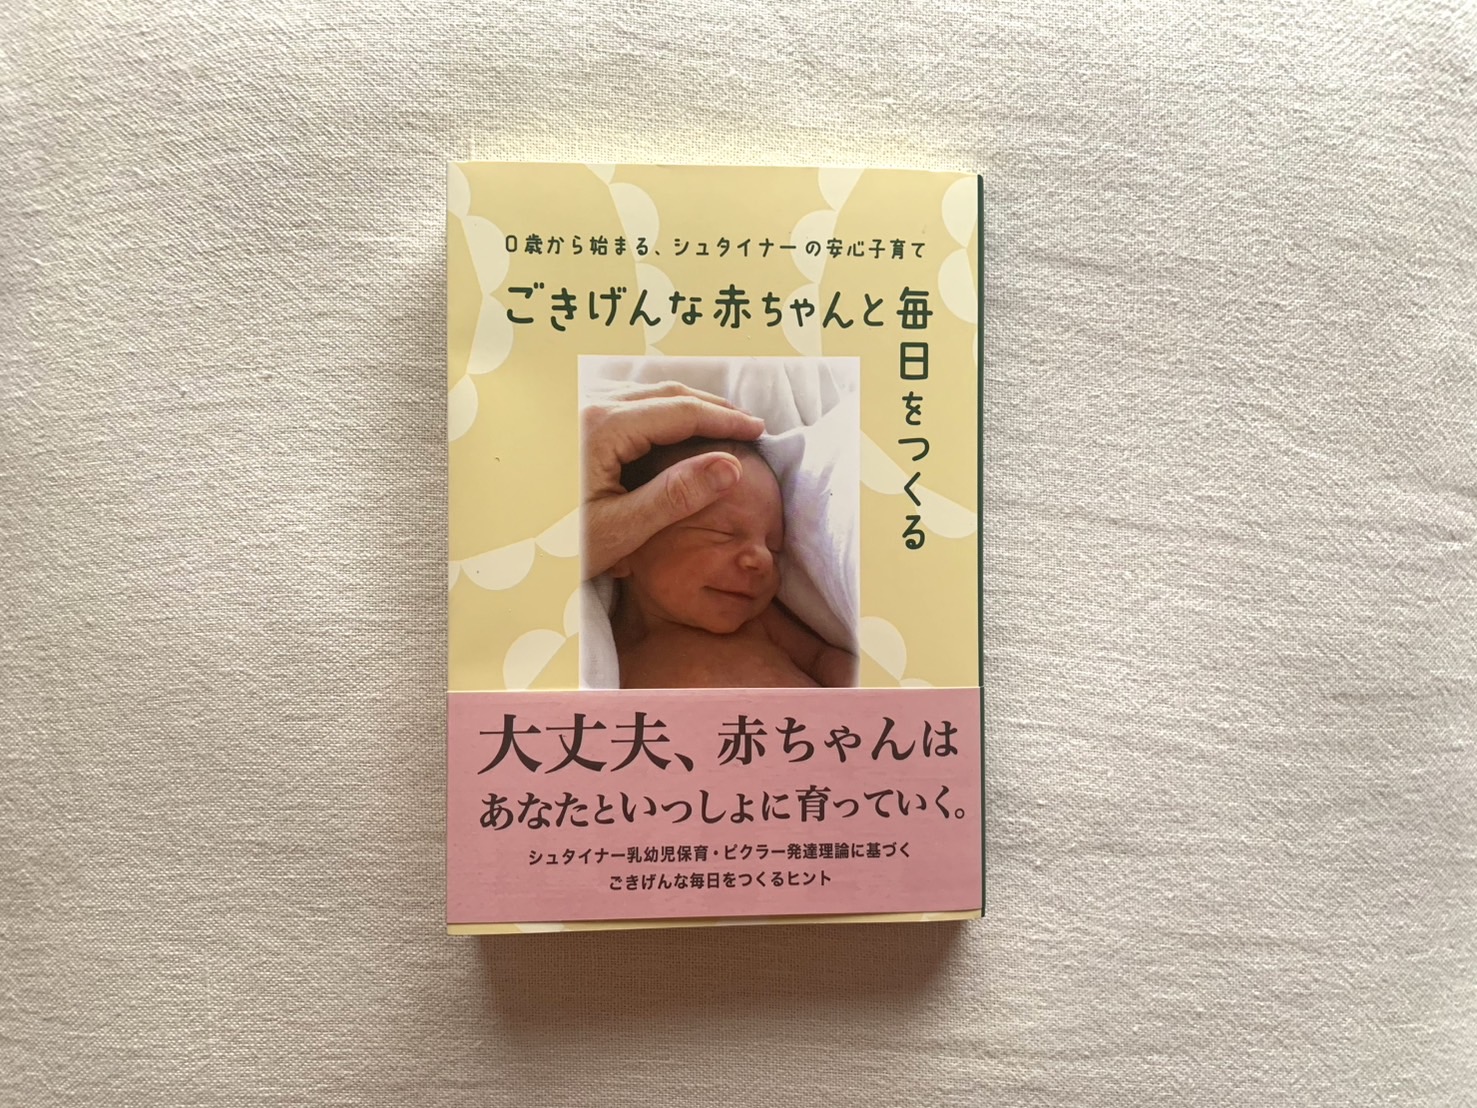 0歳から始まる、シュタイナーの安心子育て
ごきげんな赤ちゃんと毎日をつくる
大丈夫、赤ちゃんは
あなたといっしょに育っていく。
シュタイナー乳幼児保育・ピクラー発達理論に基づく
ごきげんな毎日をつくるヒント